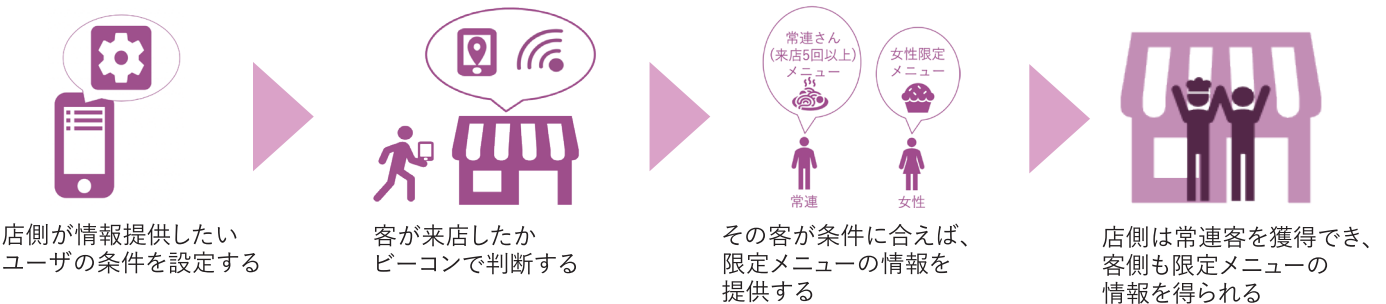 常連さん
（来店5回以上）
メニュー
女性限定
メニュー
常連
女性
店側が情報提供したい
ユーザの条件を設定する
客が来店したか
ビーコンで判断する
その客が条件に合えば、
限定メニューの情報を
提供する
店側は常連客を獲得でき、
客側も限定メニューの
情報を得られる